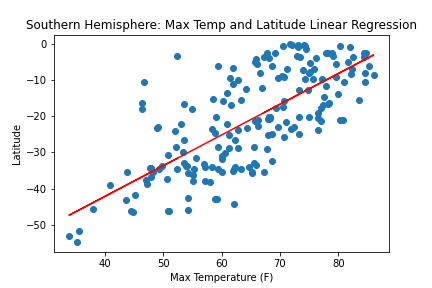 Southern Hemisphere: Max Temp and Latitude Linear Regression
0
−10
−20
−30
−40
−50
Latitude
40 50 60 70 80
Max Temperature (F)